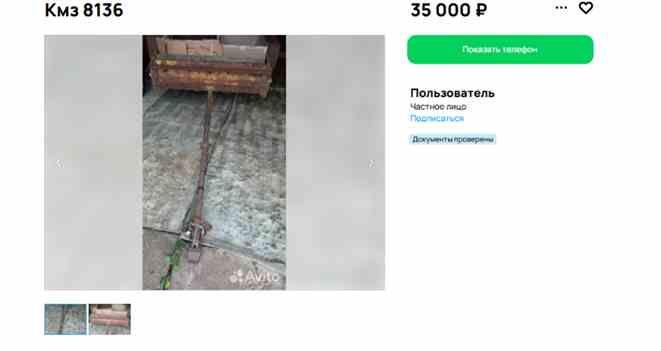 Кмз 8136
35 000 ₽
Показать телефон
Avito
Пользователь
Частное лицо
Подписаться
Документы проверены